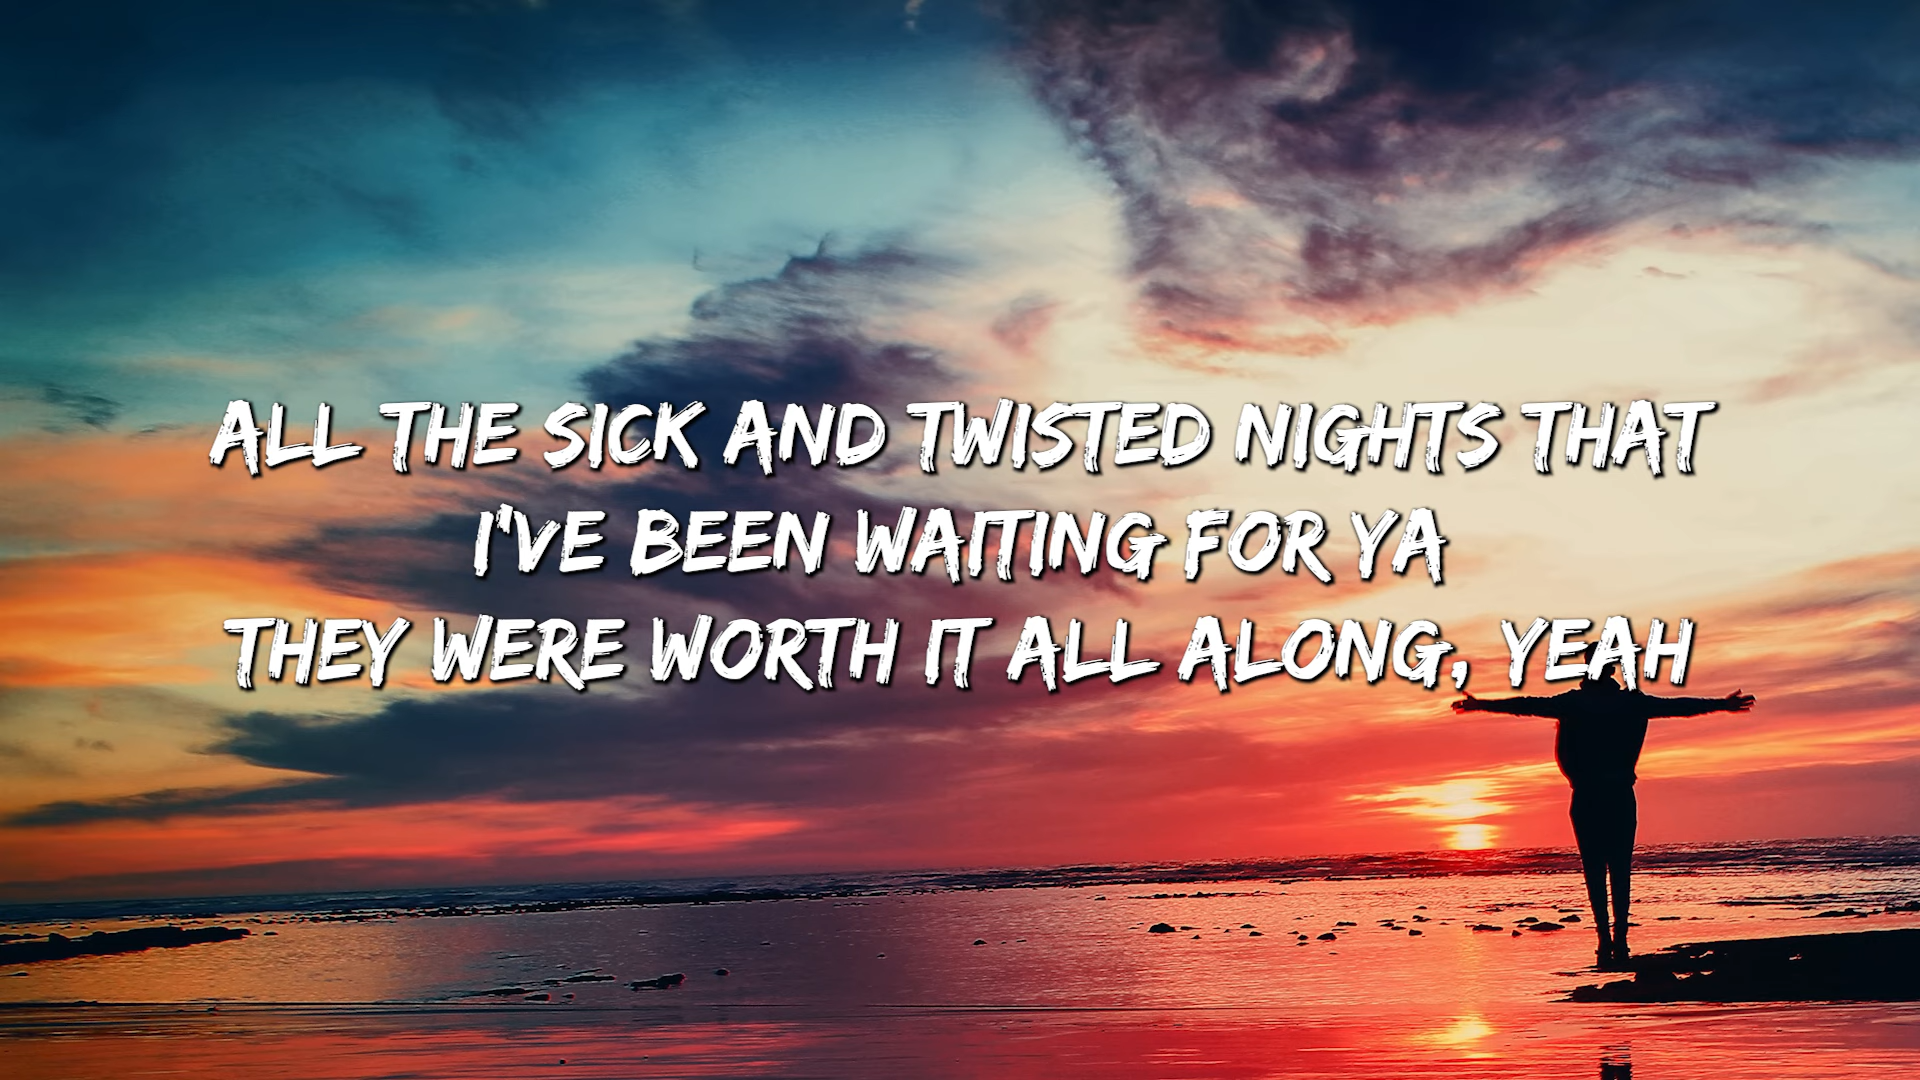 ALL THE SICK AND TWISTED NIGHTS THAT
I'VE BEEN WAITING FOR YA
THEY WERE WORTH IT ALL ALONG, YEAH